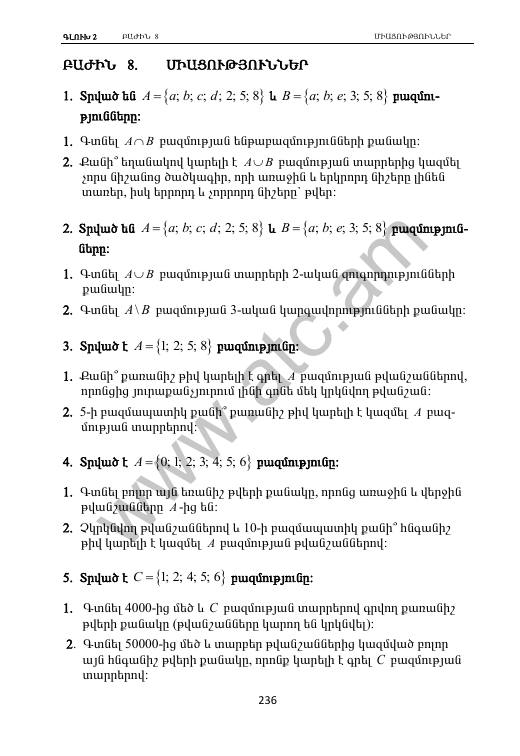 ԳԼՈՒԽ 2 ԲԱԺԻՆ 8 ՄԻԱՑՈՒԹՅՈՒՆՆԵՐ
ԲԱԺԻՆ 8. ՄԻԱՑՈՒԹՅՈՒՆՆԵՐ
1. Տրված են A={a; b; c; d; 2; 5; 8} և B={a; b; e; 3; 5; 8} բազմու-
թյունները:
1. Գտնել A∩B բազմության ենթաբազմությունների քանակը:
2. Քանի՞ եղանակով կարելի է A∪B բազմության տարրերից կազմել
չորս նիշանոց ծածկագիր, որի առաջին և երկրորդ նիշերը լինեն
տառեր, իսկ երրորդ և չորրորդ նիշերը՝ թվեր:
2. Տրված են A={a; b; c; d; 2; 5; 8} և B={a; b; e; 3; 5; 8} բազմություն-
ները:
1. Գտնել A∪B բազմության տարրերի 2-ական զուգորդությունների
քանակը:
2. Գտնել A\B բազմության 3-ական կարգավորությունների քանակը:
3. Տրված է A={1; 2; 5; 8} բազմությունը:
1. Քանի՞ քառանիշ թիվ կարելի է գրել A բազմության թվանշաններով,
որոնցից յուրաքանչյուրում լինի գոնե մեկ կրկնվող թվանշան:
2. 5-ի բազմապատիկ քանի՞ քառանիշ թիվ կարելի է կազմել A բազ-
մության տարրերով:
4. Տրված է A={0; 1; 2; 3; 4; 5; 6} բազմությունը:
1. Գտնել բոլոր այն եռանիշ թվերի քանակը, որոնց առաջին և վերջին
թվանշանները A-ից են:
2. Չկրկնվող թվանշաններով և 10-ի բազմապատիկ քանի՞ հնգանիշ
թիվ կարելի է կազմել A բազմության թվանշաններով:
5. Տրված է C={1; 2; 4; 5; 6} բազմությունը:
1. Գտնել 4000-ից մեծ և C բազմության տարրերով գրվող քառանիշ
թվերի քանակը (թվանշանները կարող են կրկնվել):
2. Գտնել 50000-ից մեծ և տարբեր թվանշաններից կազմված բոլոր
այն հնգանիշ թվերի քանակը, որոնք կարելի է գրել C բազմության
տարրերով:
236
www.atc.am